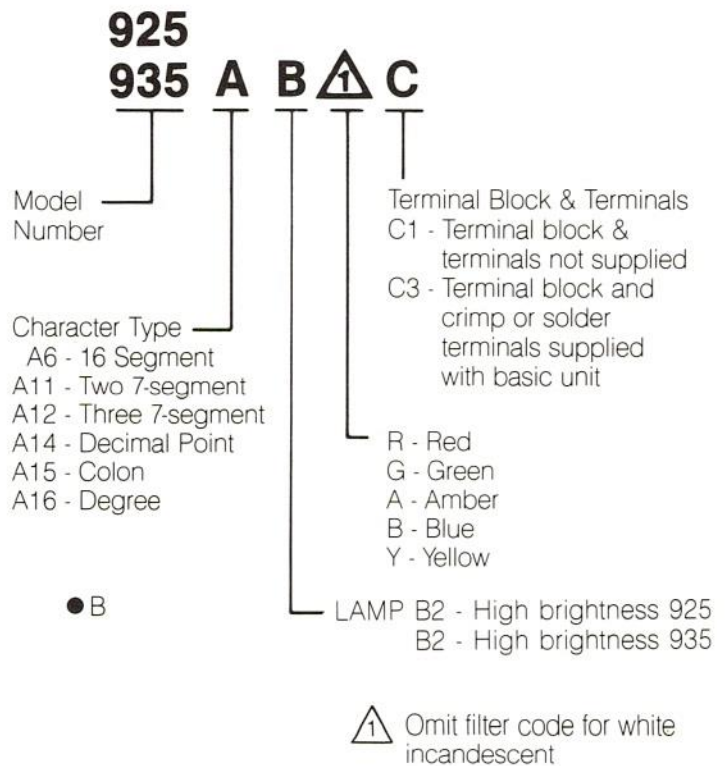 925
935 A B 1 C
Model
Number
Terminal Block & Terminals
C1 - Terminal block &
terminals not supplied
C3 - Terminal block and
crimp or solder
terminals supplied
with basic unit
Character Type
A6 - 16 Segment
A11 - Two 7-segment
A12 - Three 7-segment
A14 - Decimal Point
A15 - Colon
A16 - Degree
R - Red
G - Green
A - Amber
B - Blue
Y - Yellow
● B
LAMP B2 - High brightness 925
B2 - High brightness 935
1 Omit filter code for white
incandescent